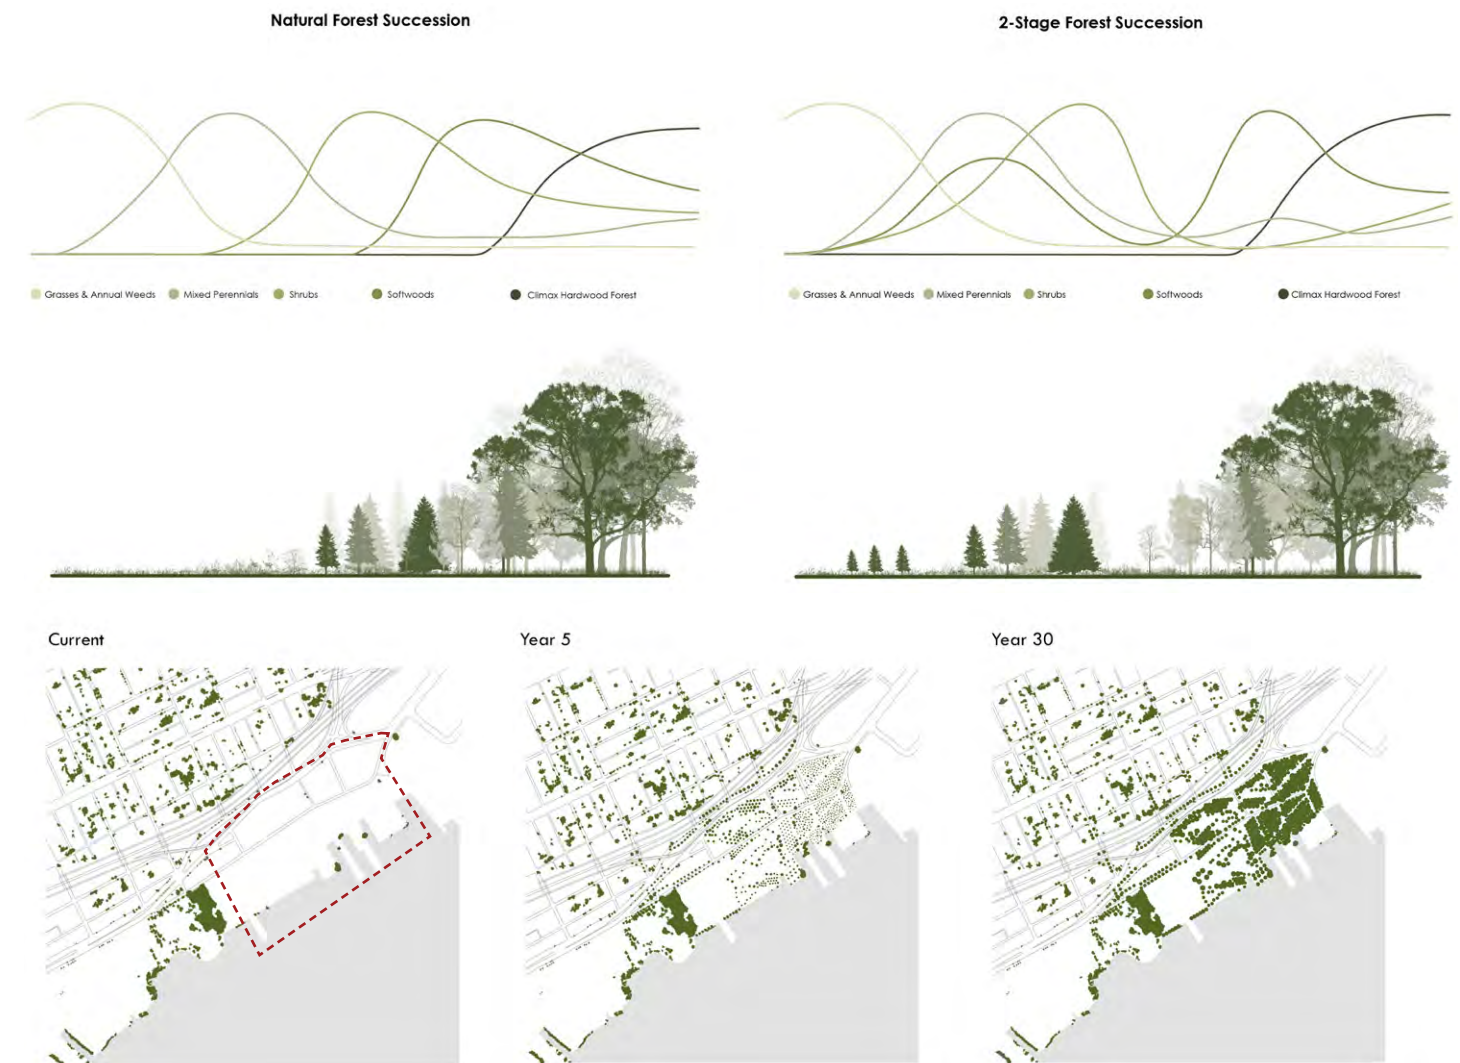 Natural Forest Succession
2-Stage Forest Succession
Grasses & Annual Weeds Mixed Perennials Shrubs Softwoods Climax Hardwood Forest
Grasses & Annual Weeds Mixed Perennials Shrubs Softwoods Climax Hardwood Forest
Current
Year 5
Year 30